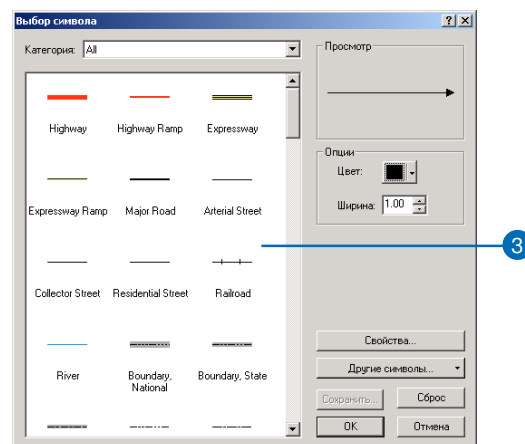 Выбор символа
Категория: All
Просмотр
Highway Highway Ramp Expressway
Опции
Цвет:
Ширина: 1.00
Expressway Ramp Major Road Arterial Street
3
Collector Street Residential Street Railroad
Свойства...
Другие символы...
River Boundary, National Boundary, State
Сохранить... Сброс
OK Отмена